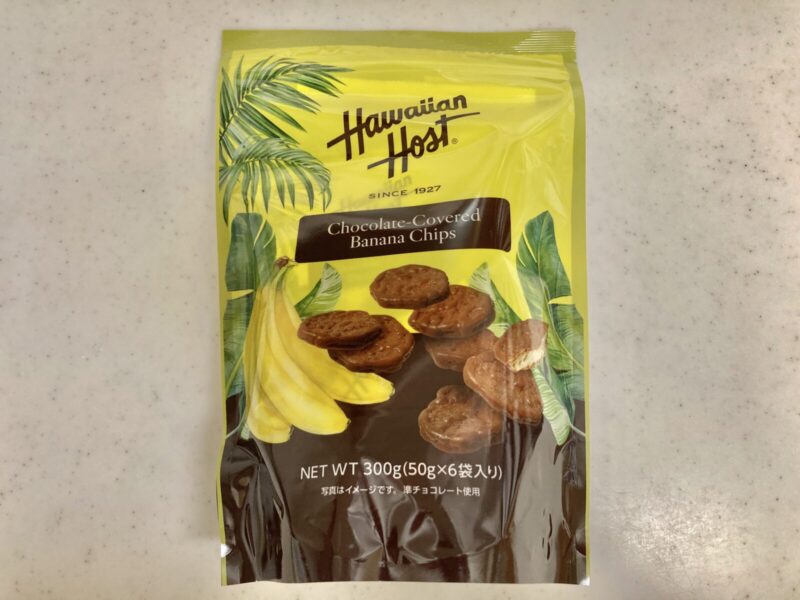 Hawaiian
Host®
SINCE 1927
Chocolate-Covered
Banana Chips
NET WT 300g(50g×6袋入り)
写真はイメージです。準チョコレート使用